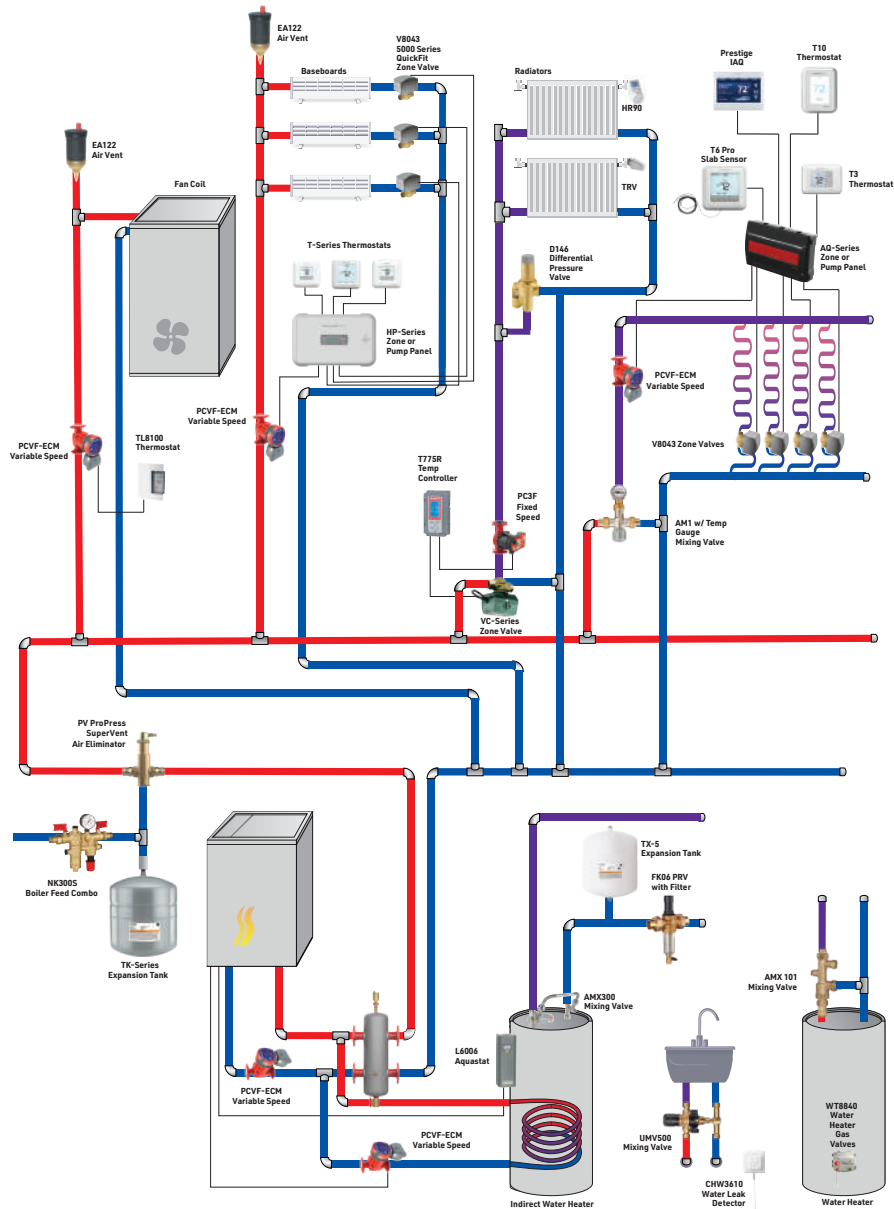 EA122
Air Vent
EA122
Air Vent
V8043
5000 Series
QuickFit
Zone Valve
Baseboards
Radiators
HR90
TRV
Prestige
IAQ
T10
Thermostat
T6 Pro
Slab Sensor
T3
Thermostat
AQ-Series
Zone or
Pump Panel
Fan Coil
T-Series Thermostats
HP-Series
Zone or
Pump Panel
D146
Differential
Pressure
Valve
PCVF-ECM
Variable Speed
TL8100
Thermostat
PCVF-ECM
Variable Speed
T775R
Temp
Controller
PC3F
Fixed
Speed
VC-Series
Zone Valve
PCVF-ECM
Variable Speed
V8043 Zone Valves
AM1 w/ Temp
Gauge
Mixing Valve
PV ProPress
SuperVent
Air Eliminator
NK300S
Boiler Feed Combo
TK-Series
Expansion Tank
PCVF-ECM
Variable Speed
PCVF-ECM
Variable Speed
L6006
Aquastat
AMX300
Mixing Valve
TX-5
Expansion Tank
FK06 PRV
with Filter
Indirect Water Heater
UMV500
Mixing Valve
CHW3610
Water Leak
Detector
AMX 101
Mixing Valve
WT8840
Water
Heater
Gas
Valves
Water Heater